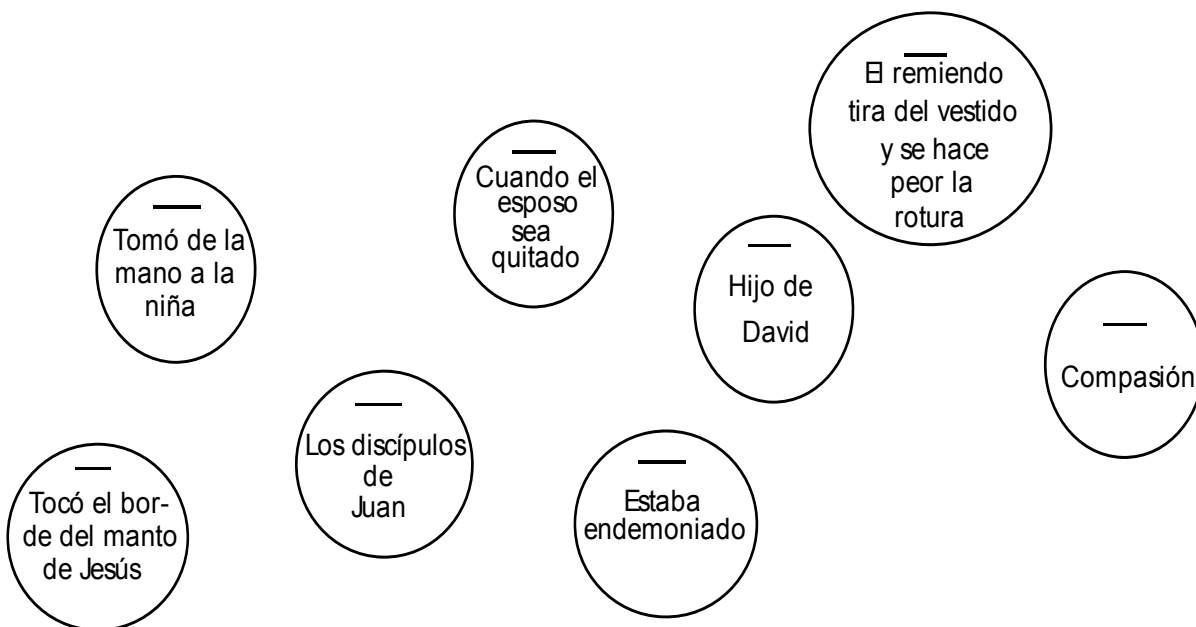 El remiendo
tira del vestido
y se hace
peor la
rotura
Cuando el
esposo
sea
quitado
Tomó de la
mano a la
niña
Hijo de
David
Compasión
Los discípulos
de
Juan
Tocó el bor-
de del manto
de Jesús
Estaba
endemoniado